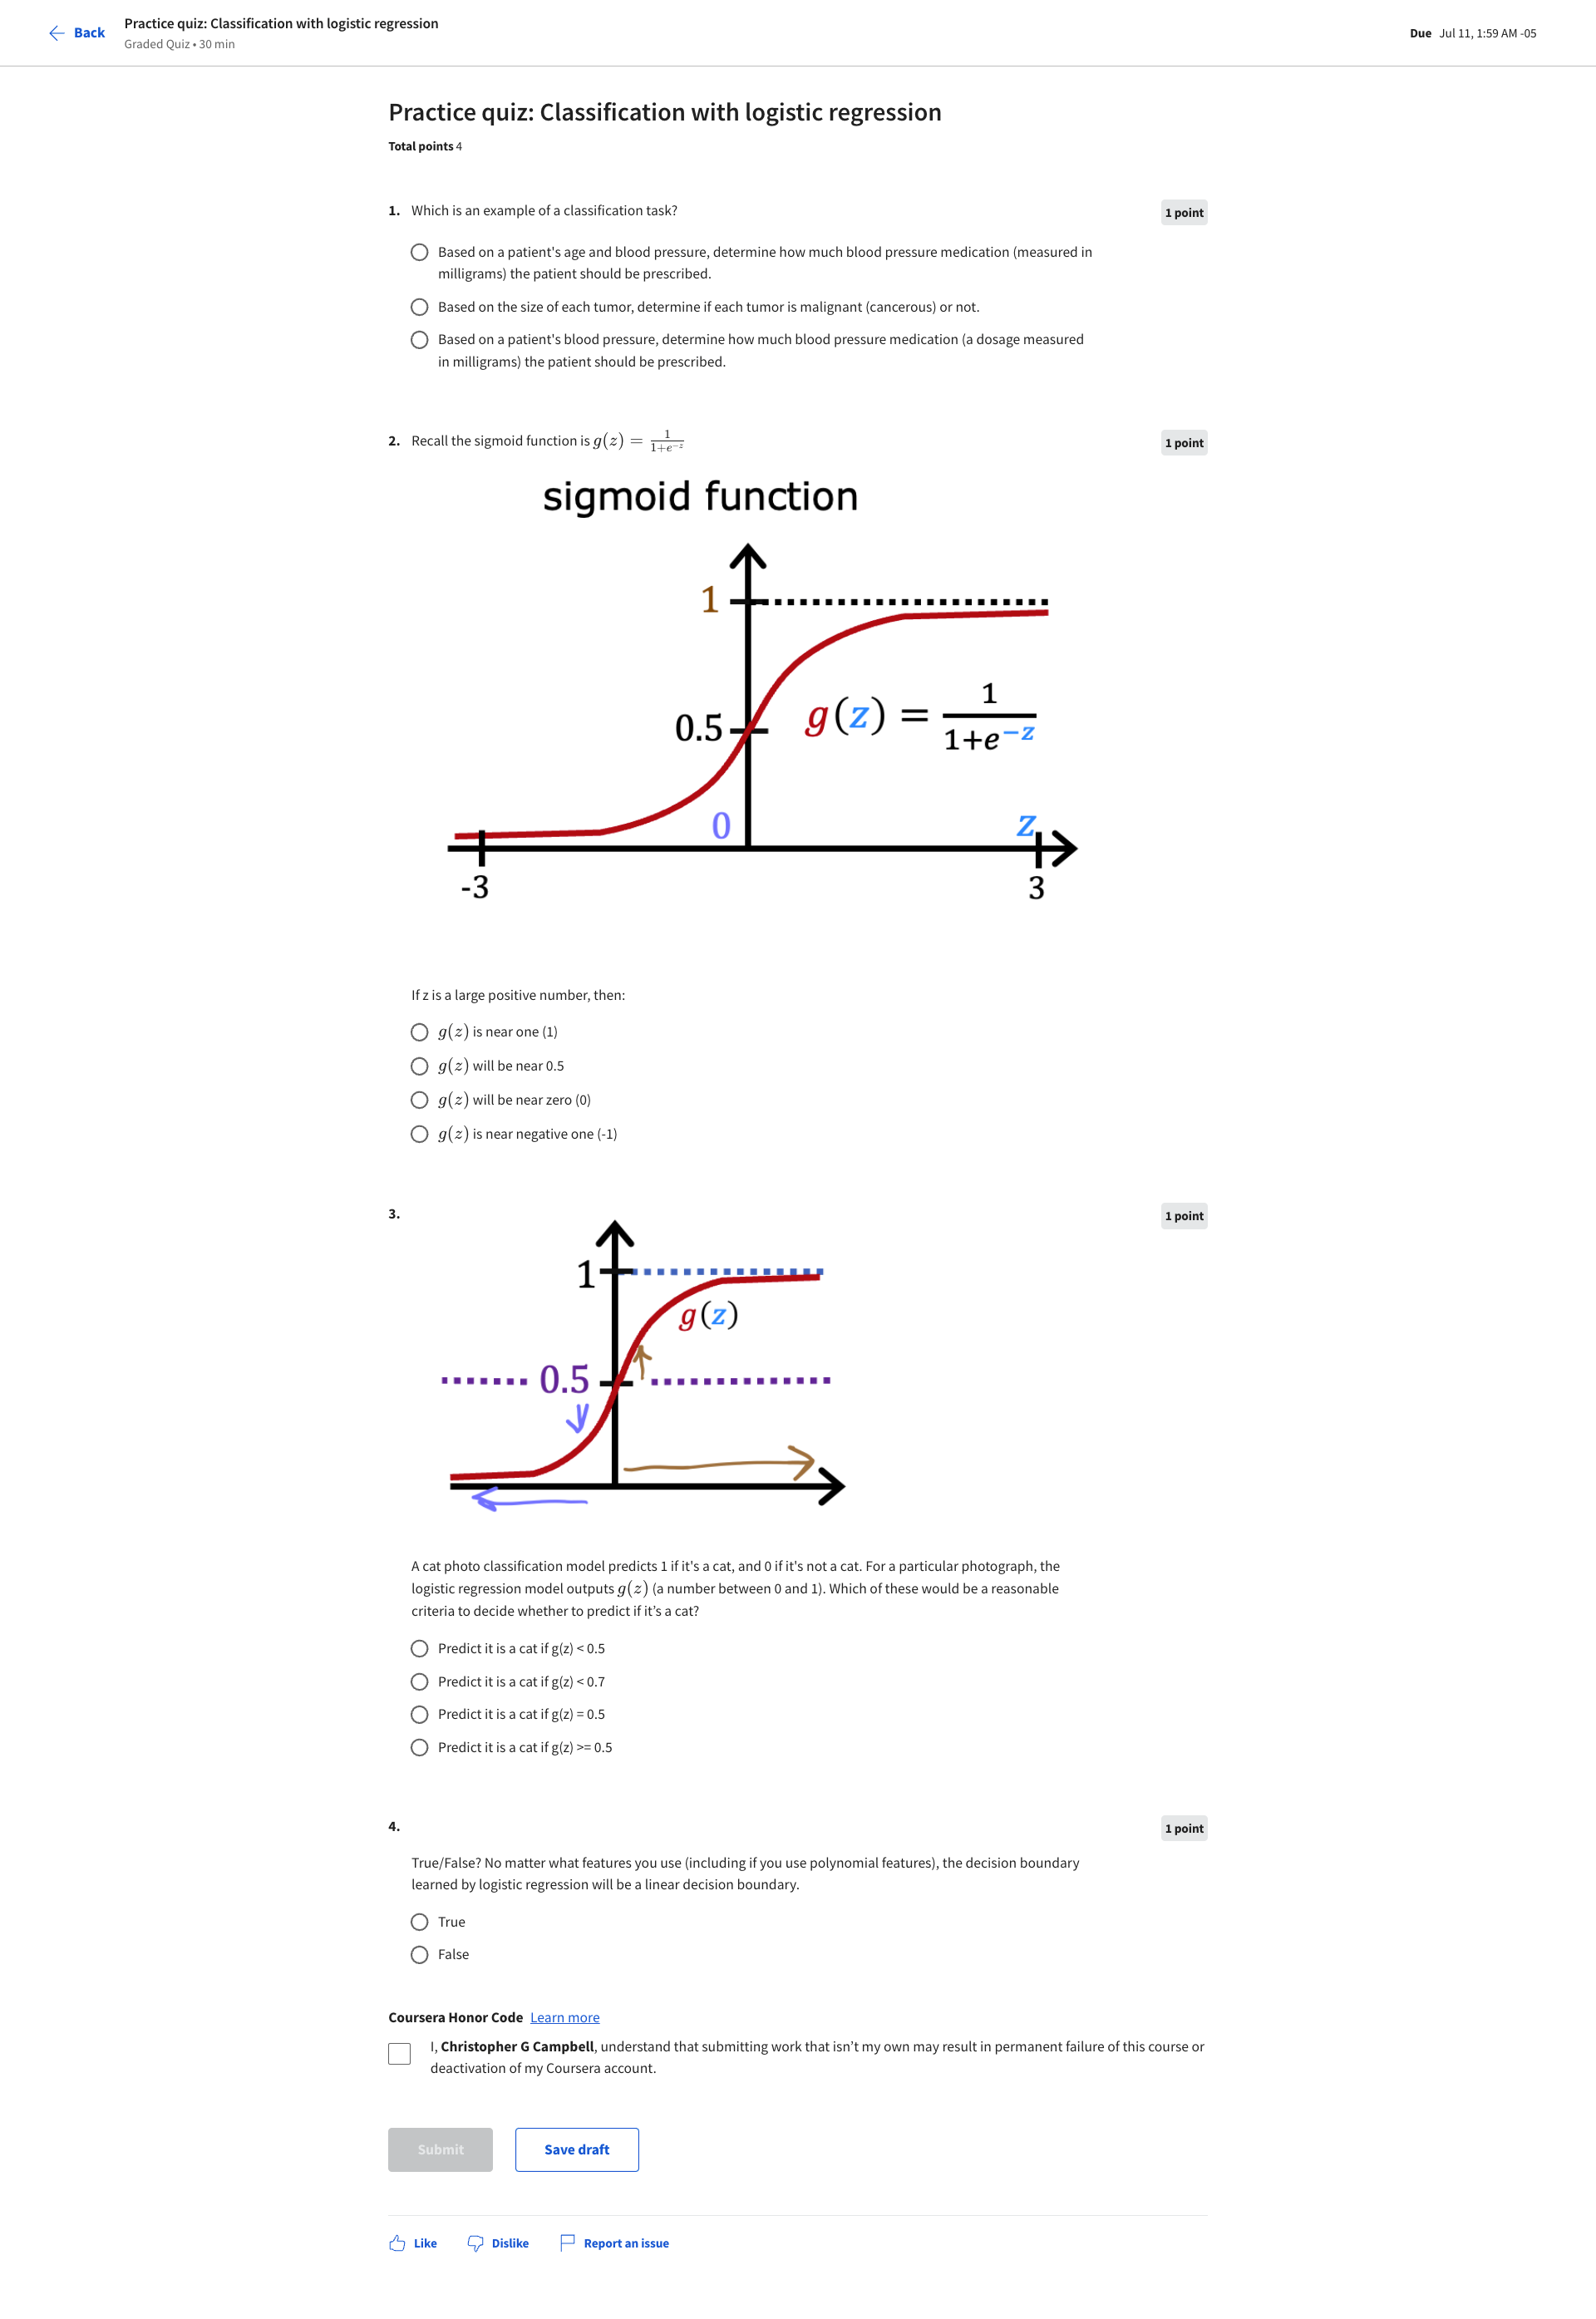 Back
Practice quiz: Classification with logistic regression
Graded Quiz • 30 min
Due Jul 11, 1:59 AM -05
Practice quiz: Classification with logistic regression
Total points 4
1. Which is an example of a classification task?
1 point
Based on a patient's age and blood pressure, determine how much blood pressure medication (measured in
milligrams) the patient should be prescribed.
Based on the size of each tumor, determine if each tumor is malignant (cancerous) or not.
Based on a patient's blood pressure, determine how much blood pressure medication (a dosage measured
in milligrams) the patient should be prescribed.
2. Recall the sigmoid function is g(z) = 1/(1+e^{-z})
1 point
sigmoid function
1
0.5
g(z) = 1/(1+e^{-z})
0
z
-3
3
If z is a large positive number, then:
g(z) is near one (1)
g(z) will be near 0.5
g(z) will be near zero (0)
g(z) is near negative one (-1)
3.
1 point
1
g(z)
0.5
A cat photo classification model predicts 1 if it's a cat, and 0 if it's not a cat. For a particular photograph, the
logistic regression model outputs g(z) (a number between 0 and 1). Which of these would be a reasonable
criteria to decide whether to predict if it’s a cat?
Predict it is a cat if g(z) < 0.5
Predict it is a cat if g(z) < 0.7
Predict it is a cat if g(z) = 0.5
Predict it is a cat if g(z) >= 0.5
4.
1 point
True/False? No matter what features you use (including if you use polynomial features), the decision boundary
learned by logistic regression will be a linear decision boundary.
True
False
Coursera Honor Code Learn more
I, Christopher G Campbell, understand that submitting work that isn’t my own may result in permanent failure of this course or
deactivation of my Coursera account.
Submit
Save draft
Like
Dislike
Report an issue